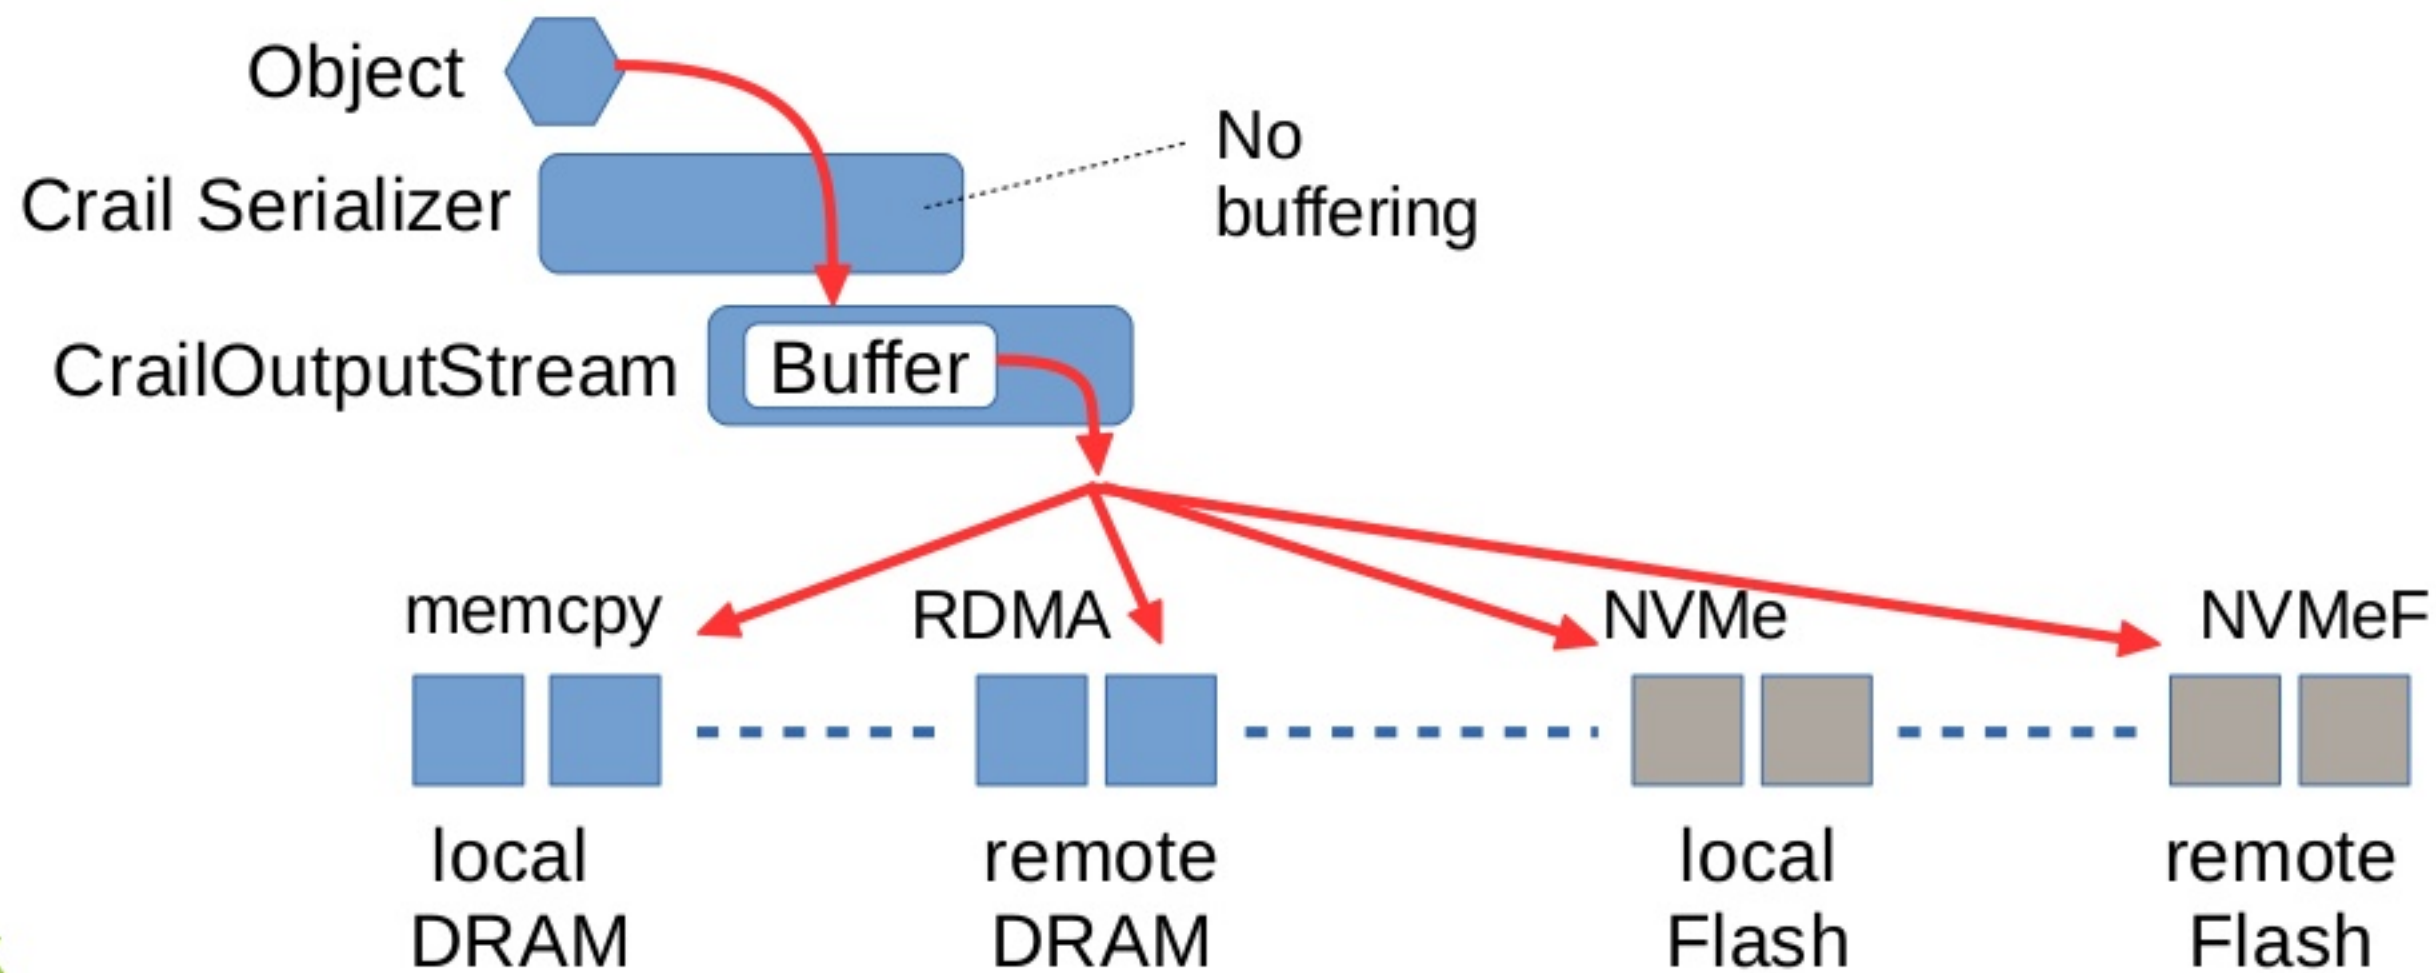 Object
No
buffering
Crail Serializer
CrailOutputStream
Buffer
memcpy
RDMA
NVMe
NVMeF
local
DRAM
remote
DRAM
local
Flash
remote
Flash